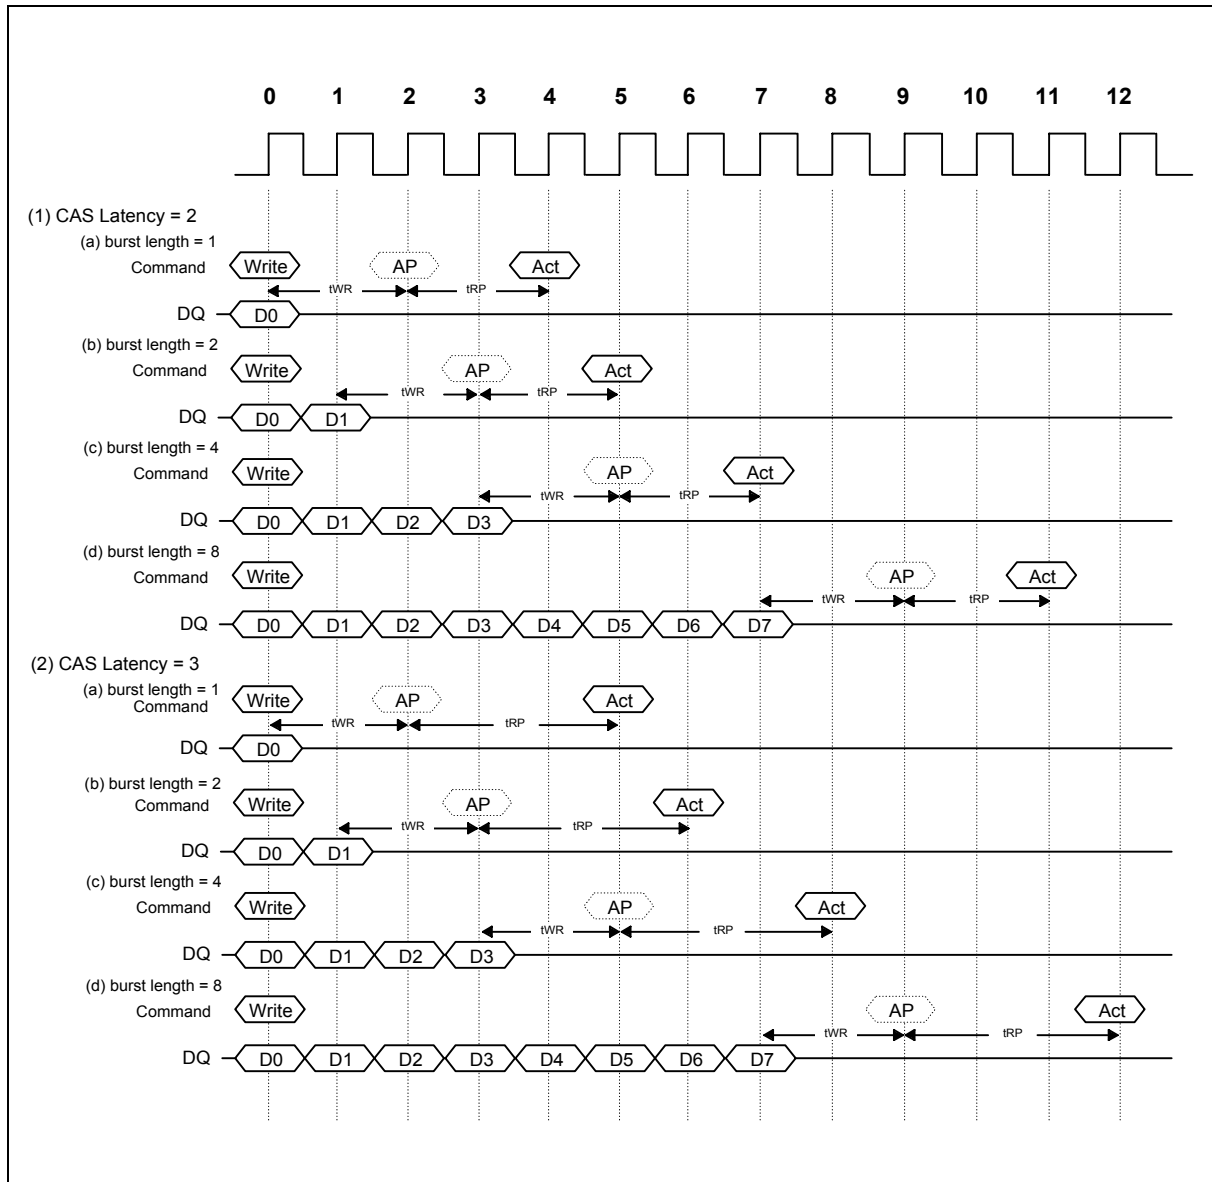 0 1 2 3 4 5 6 7 8 9 10 11 12
(1) CAS Latency = 2
(a) burst length = 1
Command Write AP Act
tWR tRP
DQ D0
(b) burst length = 2
Command Write AP Act
tWR tRP
DQ D0 D1
(c) burst length = 4
Command Write AP Act
tWR tRP
DQ D0 D1 D2 D3
(d) burst length = 8
Command Write AP Act
tWR tRP
DQ D0 D1 D2 D3 D4 D5 D6 D7
(2) CAS Latency = 3
(a) burst length = 1
Command Write AP Act
tWR tRP
DQ D0
(b) burst length = 2
Command Write AP Act
tWR tRP
DQ D0 D1
(c) burst length = 4
Command Write AP Act
tWR tRP
DQ D0 D1 D2 D3
(d) burst length = 8
Command Write AP Act
tWR tRP
DQ D0 D1 D2 D3 D4 D5 D6 D7